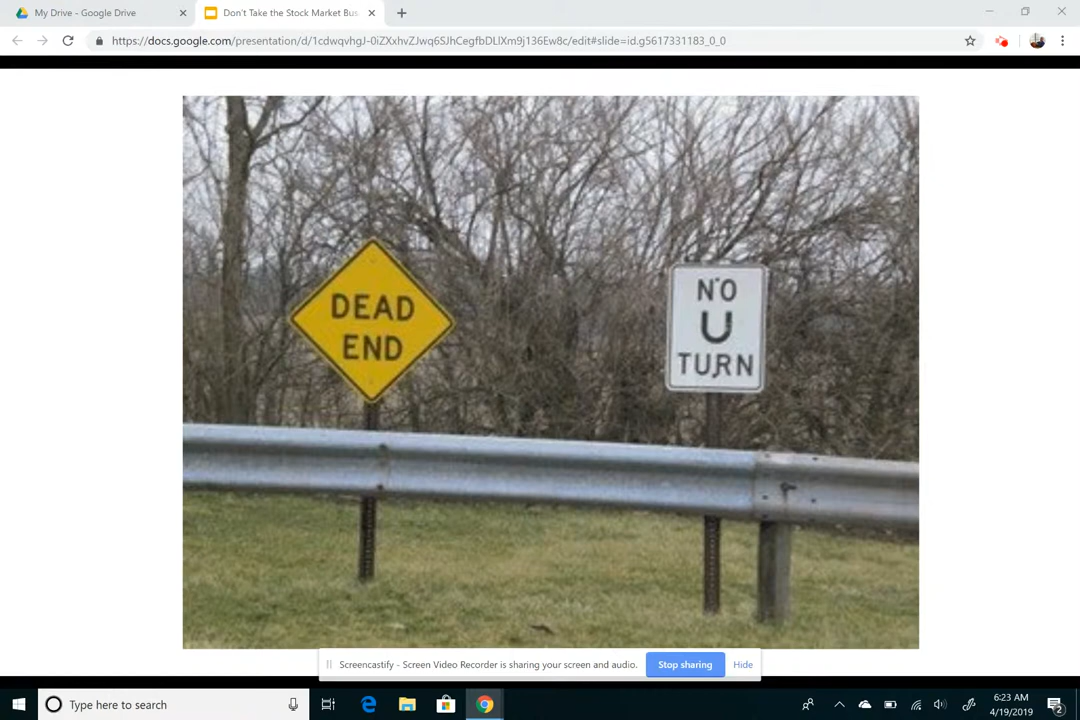 My Drive - Google Drive
Don't Take the Stock Market Bus
https://docs.google.com/presentation/d/1cdwqvhgJ-0iZXxhvZJwq6SJhCegfbDLlXm9j136Ew8c/edit#slide=id.g5617331183_0_0
DEAD
END
NO
U
TURN
Screencastify - Screen Video Recorder is sharing your screen and audio.
Stop sharing
Hide
Type here to search
6:23 AM
4/19/2019
2